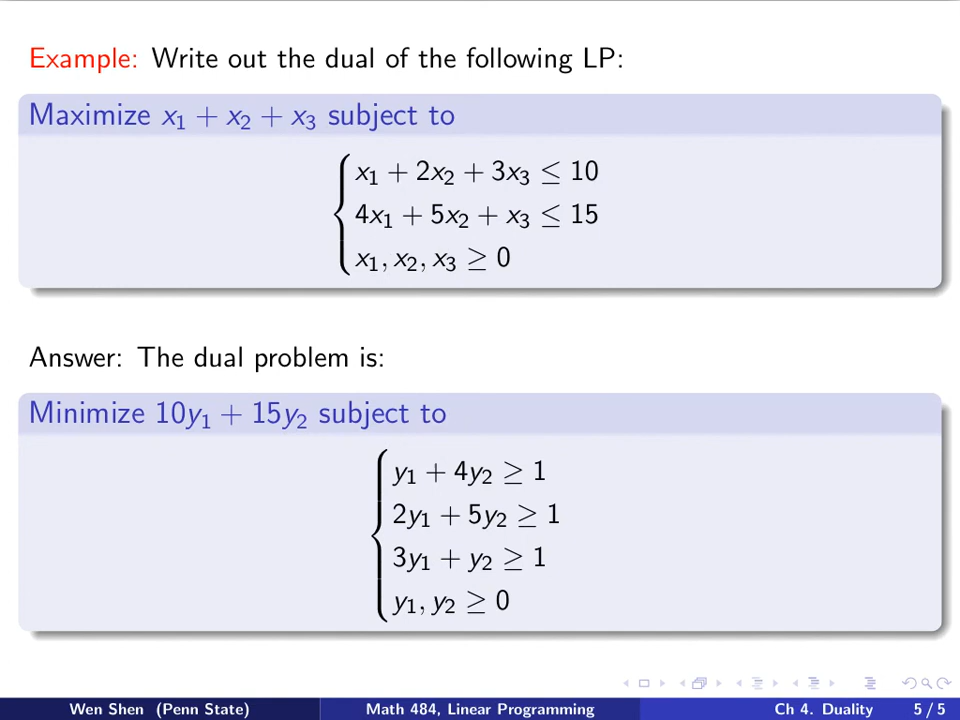 Example: Write out the dual of the following LP:
Maximize x₁ + x₂ + x₃ subject to
x₁ + 2x₂ + 3x₃ ≤ 10
4x₁ + 5x₂ + x₃ ≤ 15
x₁, x₂, x₃ ≥ 0
Answer: The dual problem is:
Minimize 10y₁ + 15y₂ subject to
y₁ + 4y₂ ≥ 1
2y₁ + 5y₂ ≥ 1
3y₁ + y₂ ≥ 1
y₁, y₂ ≥ 0
Wen Shen (Penn State) Math 484, Linear Programming Ch 4. Duality 5 / 5